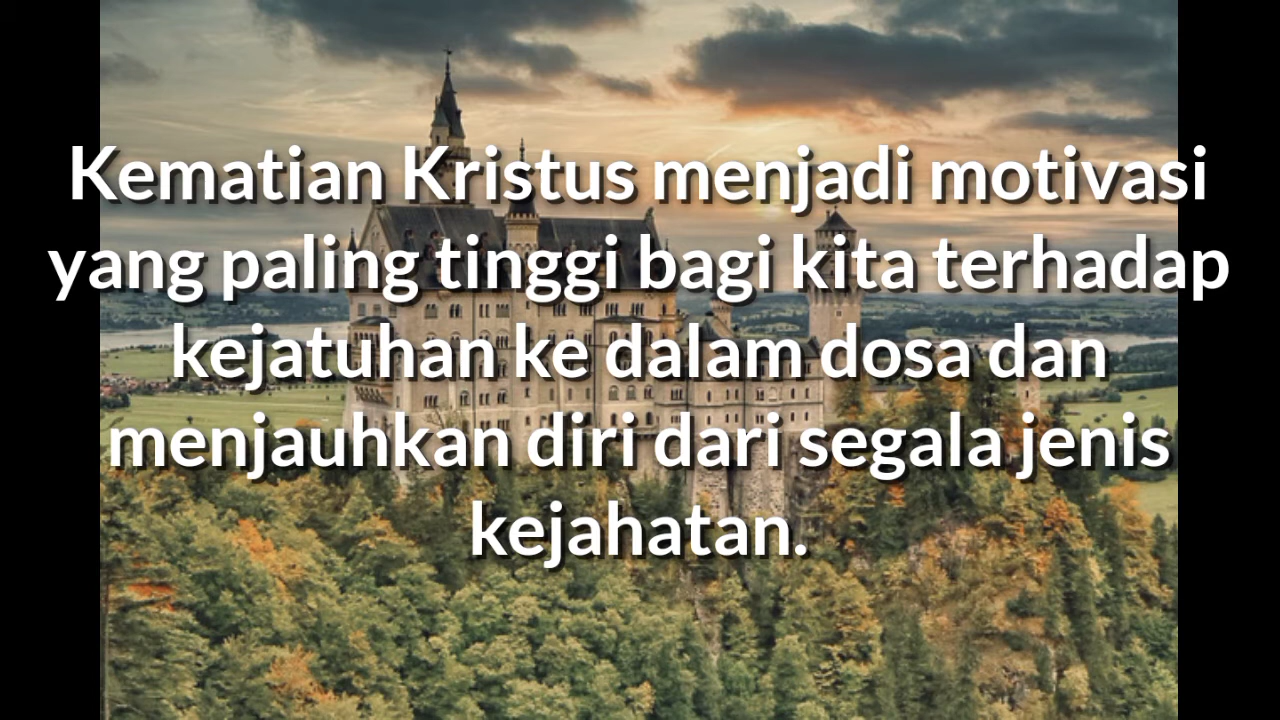 Kematian Kristus menjadi motivasi
yang paling tinggi bagi kita terhadap
kejatuhan ke dalam dosa dan
menjauhkan diri dari segala jenis
kejahatan.